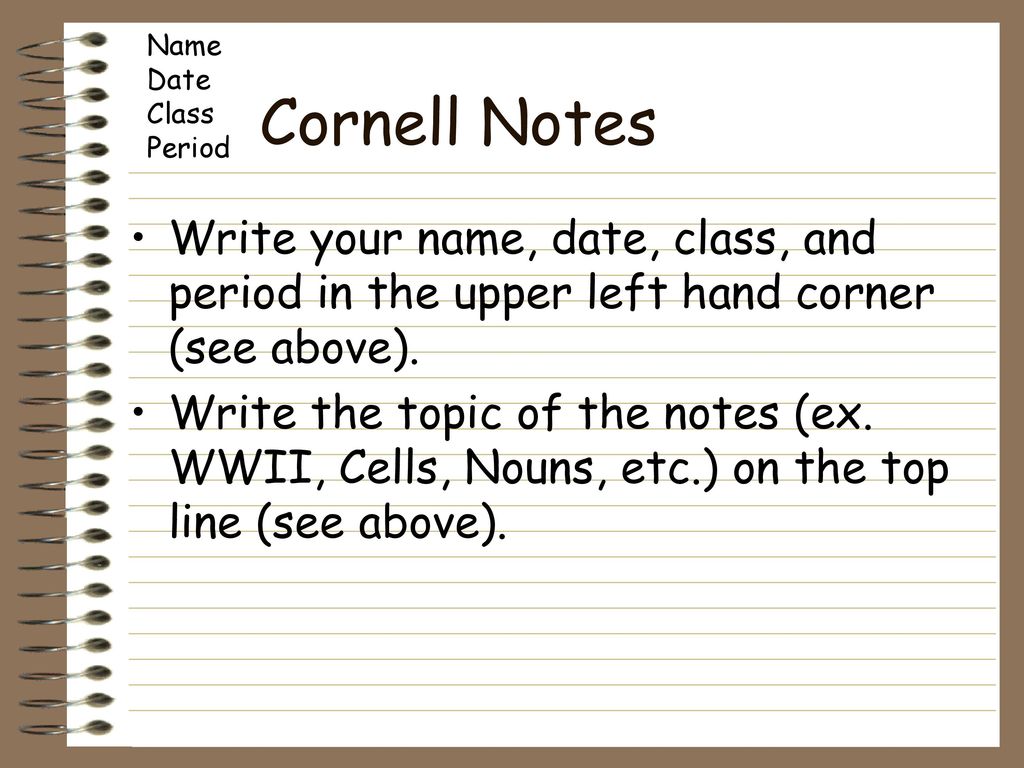 Name
Date
Class
Period
Cornell Notes
• Write your name, date, class, and
period in the upper left hand corner
(see above).
• Write the topic of the notes (ex.
WWII, Cells, Nouns, etc.) on the top
line (see above).